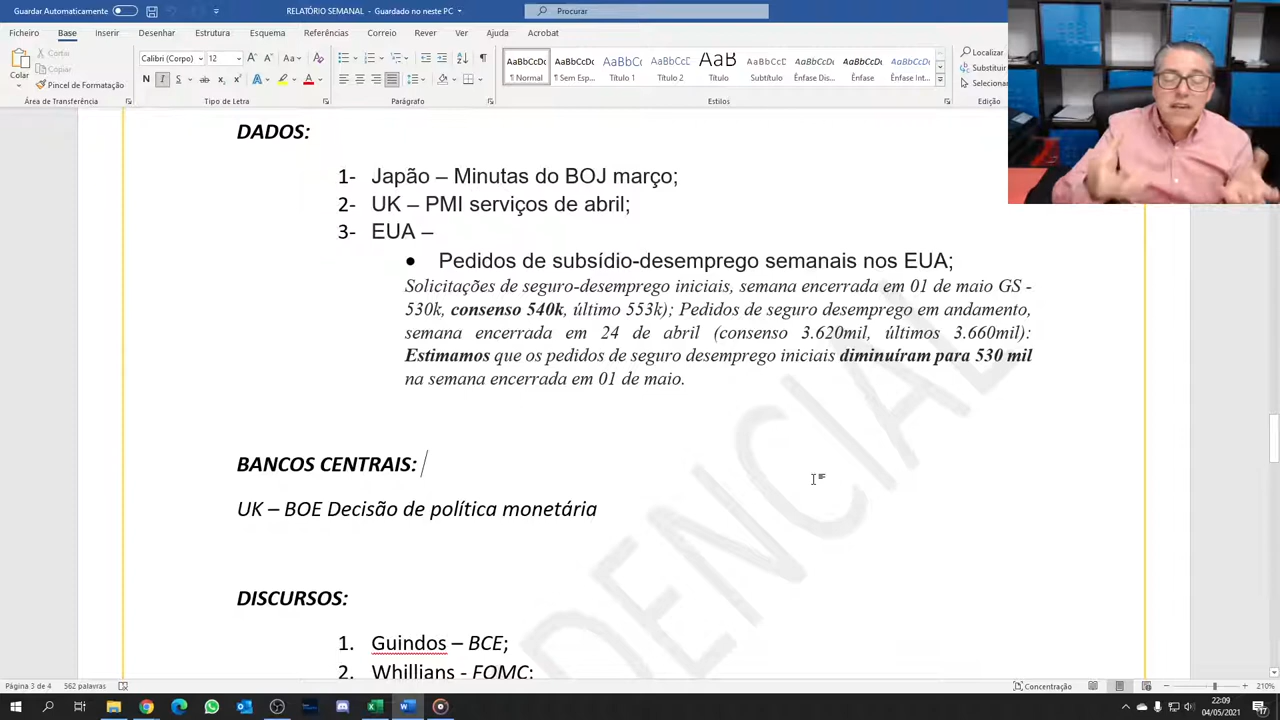 Guardar Automaticamente
RELATÓRIO SEMANAL - Guardado no neste PC
Procurar
Ficheiro Base Inserir Desenhar Estrutura Esquema Referências Correio Rever Ver Ajuda Acrobat
Colar
Cortar
Copiar
Pincel de Formatação
Calibri (Corpo) 12
Localizar
Substituir
Selecionar
¶ Normal ¶ Sem Esp... Título 1 Título 2 Título Subtítulo Ênfase Dis... Ênfase Ênfase Int...
Área de Transferência Tipo de Letra Parágrafo Estilos Edição
DADOS:
1- Japão – Minutas do BOJ março;
2- UK – PMI serviços de abril;
3- EUA –
• Pedidos de subsídio-desemprego semanais nos EUA;
Solicitações de seguro-desemprego iniciais, semana encerrada em 01 de maio GS -
530k, consenso 540k, último 553k); Pedidos de seguro desemprego em andamento,
semana encerrada em 24 de abril (consenso 3.620mil, últimos 3.660mil):
Estimamos que os pedidos de seguro desemprego iniciais diminuíram para 530 mil
na semana encerrada em 01 de maio.
BANCOS CENTRAIS:
UK – BOE Decisão de política monetária
DISCURSOS:
1. Guindos – BCE;
2. Whillians - FOMC;
DENCIAL
Página 3 de 4 562 palavras
Concentração
210%
22:09
04/05/2021
17